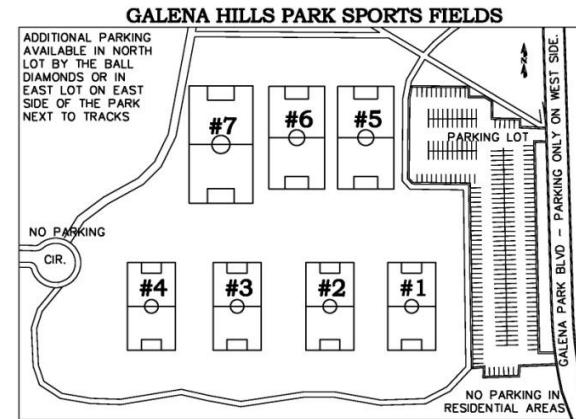 GALENA HILLS PARK SPORTS FIELDS
ADDITIONAL PARKING
AVAILABLE IN NORTH
LOT BY THE BALL
DIAMONDS OR IN
EAST LOT ON EAST
SIDE OF THE PARK
NEXT TO TRACKS
#7
#6
#5
PARKING LOT
GALENA PARK BLVD - PARKING ONLY ON WEST SIDE.
NO PARKING
CIR.
#4
#3
#2
#1
NO PARKING IN
RESIDENTIAL AREAS